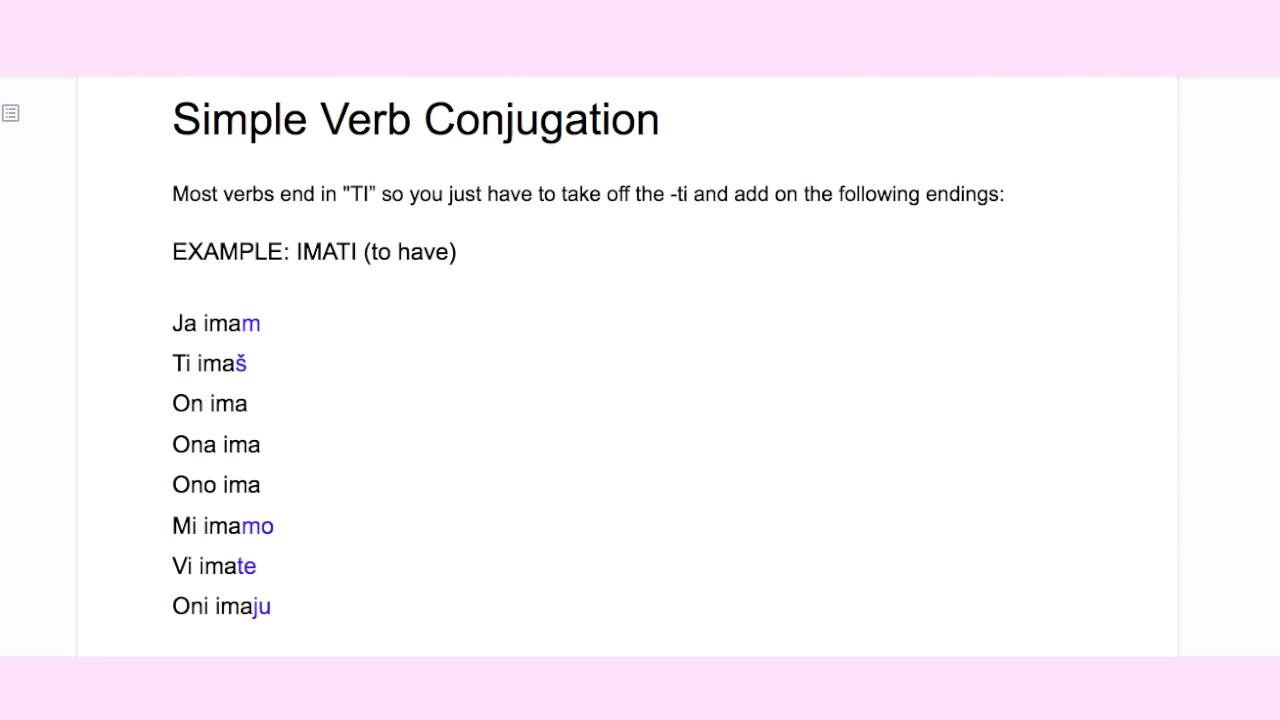 Simple Verb Conjugation
Most verbs end in "TI” so you just have to take off the -ti and add on the following endings:
EXAMPLE: IMATI (to have)
Ja imam
Ti imaš
On ima
Ona ima
Ono ima
Mi imamo
Vi imate
Oni imaju